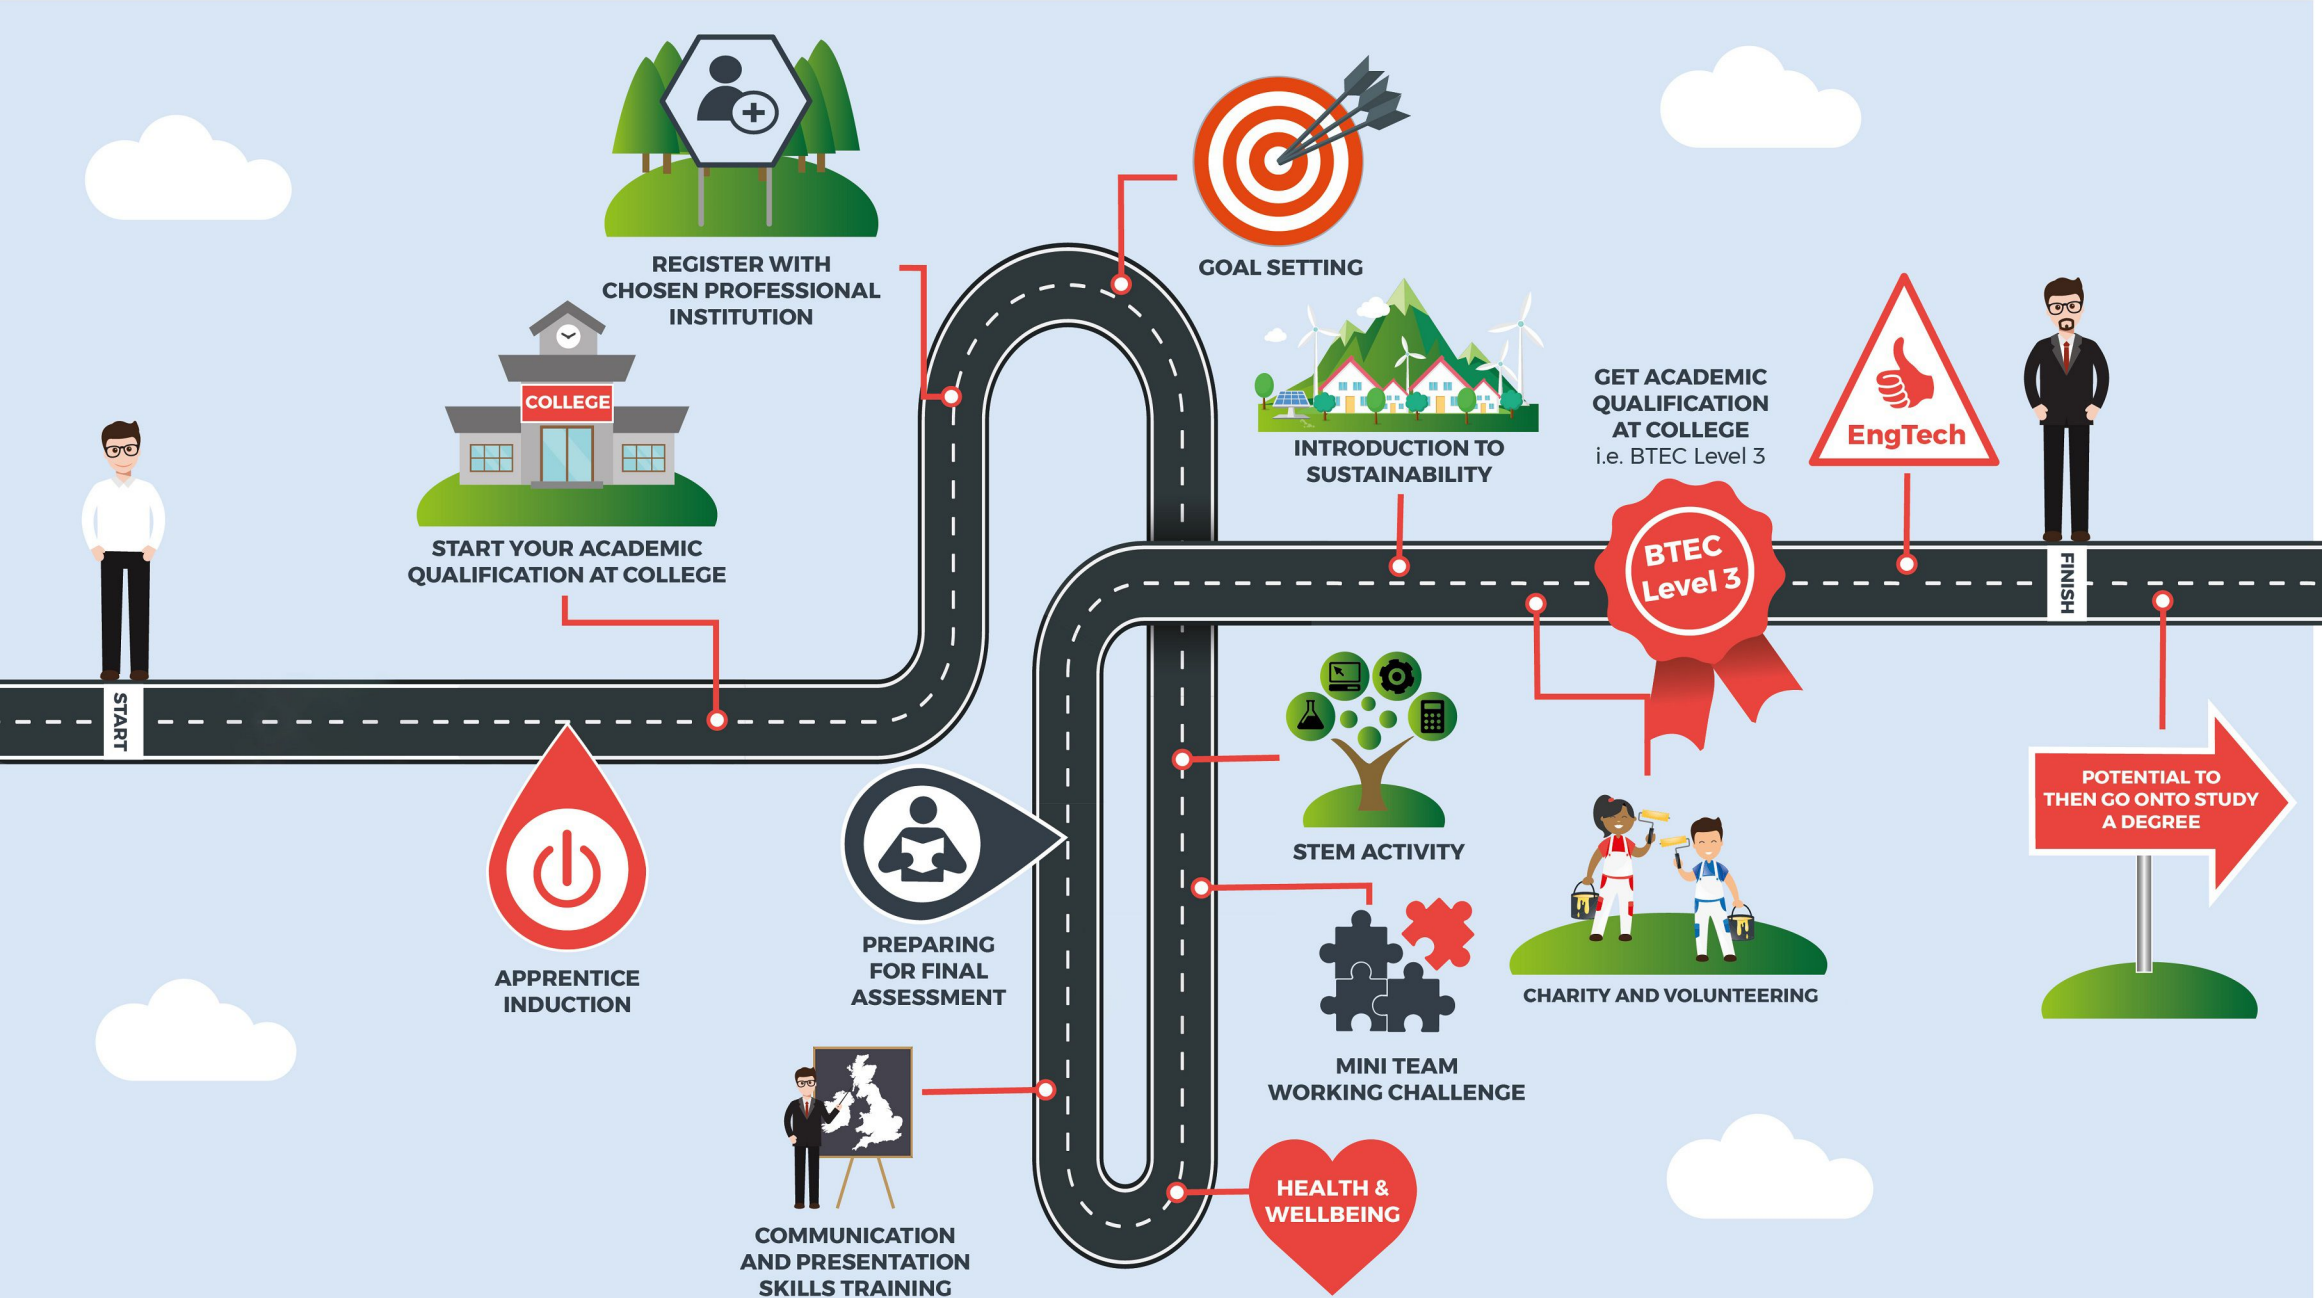 START
APPRENTICE
INDUCTION
COLLEGE
START YOUR ACADEMIC
QUALIFICATION AT COLLEGE
REGISTER WITH
CHOSEN PROFESSIONAL
INSTITUTION
GOAL SETTING
STEM ACTIVITY
MINI TEAM
WORKING CHALLENGE
HEALTH &
WELLBEING
COMMUNICATION
AND PRESENTATION
SKILLS TRAINING
PREPARING
FOR FINAL
ASSESSMENT
INTRODUCTION TO
SUSTAINABILITY
CHARITY AND VOLUNTEERING
GET ACADEMIC
QUALIFICATION
AT COLLEGE
i.e. BTEC Level 3
BTEC
Level 3
EngTech
FINISH
POTENTIAL TO
THEN GO ONTO STUDY
A DEGREE